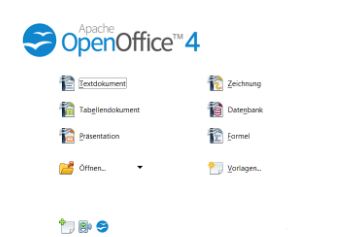 Apache
OpenOffice™ 4
Textdokument
Zeichnung
Tabellendokument
Datenbank
Präsentation
Formel
Öffnen...
Vorlagen...